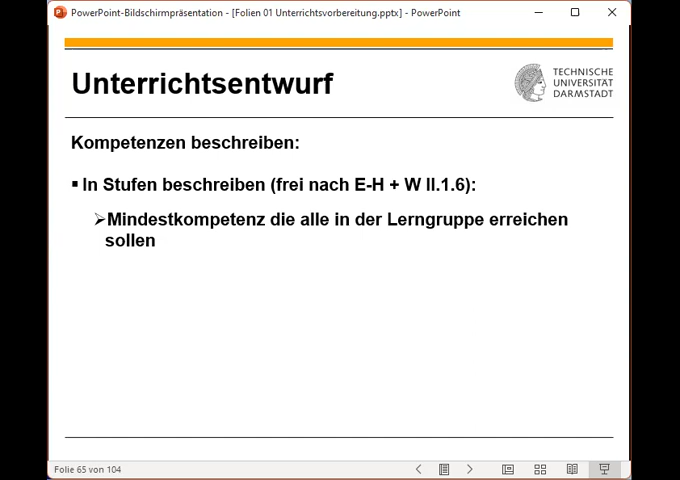 PowerPoint-Bildschirmpräsentation - [Folien 01 Unterrichtsvorbereitung.pptx] - PowerPoint
Unterrichtsentwurf
TECHNISCHE
UNIVERSITÄT
DARMSTADT
Kompetenzen beschreiben:
▪ In Stufen beschreiben (frei nach E-H + W II.1.6):
➢Mindestkompetenz die alle in der Lerngruppe erreichen
sollen
Folie 65 von 104